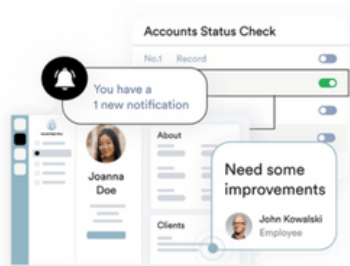 Accounts Status Check
No.1 Record
You have a
1 new notification
Joanna
Doe
About
Clients
Need some
improvements
John Kowalski
Employee